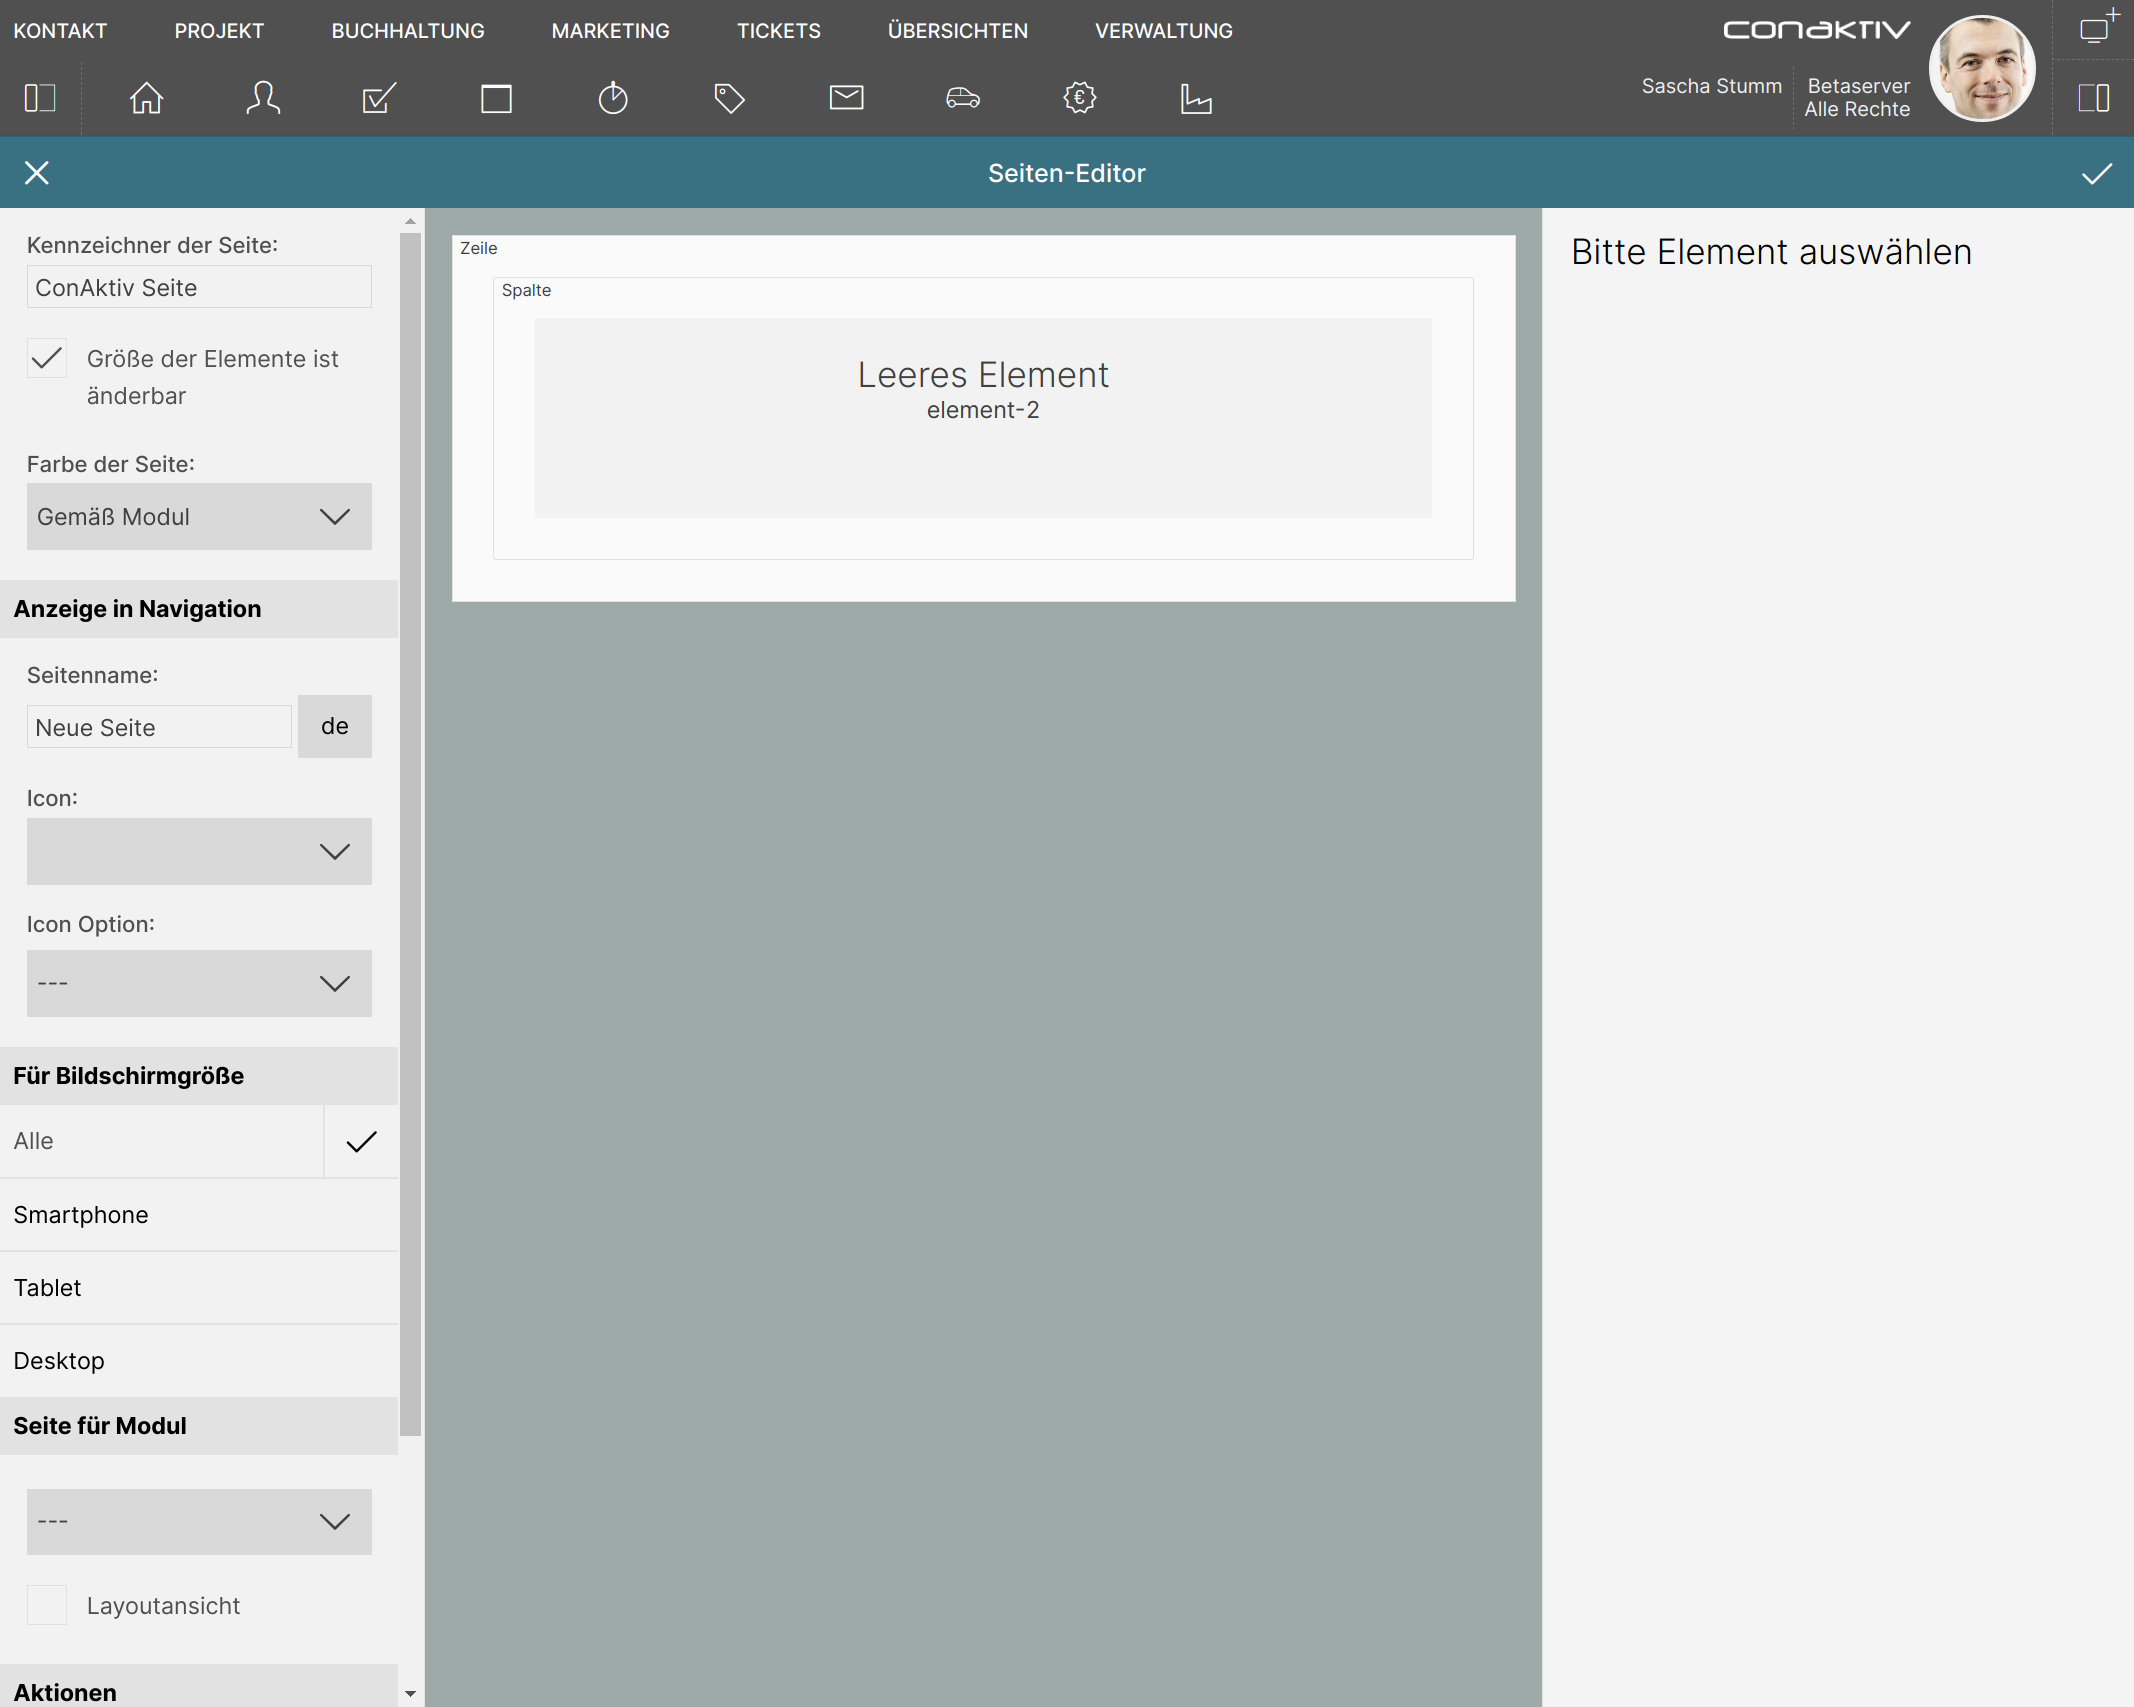 KONTAKT PROJEKT BUCHHALTUNG MARKETING TICKETS ÜBERSICHTEN VERWALTUNG
conaktiv
Sascha Stumm
Betaserver
Alle Rechte
Seiten-Editor
Kennzeichner der Seite:
ConAktiv Seite
Größe der Elemente ist
änderbar
Farbe der Seite:
Gemäß Modul
Anzeige in Navigation
Seitenname:
Neue Seite
de
Icon:
Icon Option:
---
Für Bildschirmgröße
Alle
Smartphone
Tablet
Desktop
Seite für Modul
---
Layoutansicht
Aktionen
Zeile
Spalte
Leeres Element
element-2
Bitte Element auswählen